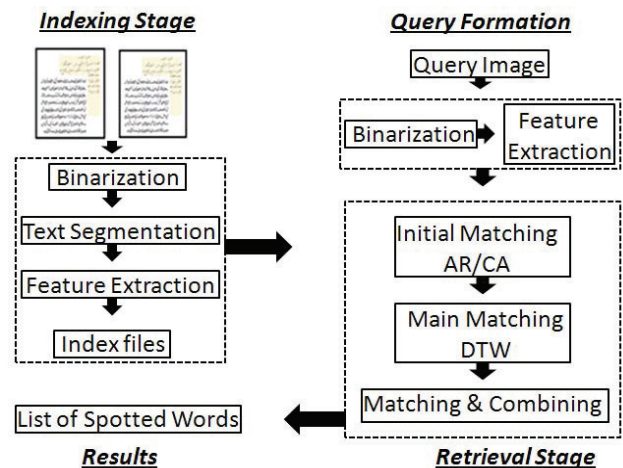 Indexing Stage
Binarization
Text Segmentation
Feature Extraction
Index files
Query Formation
Query Image
Binarization
Feature
Extraction
Initial Matching
AR/CA
Main Matching
DTW
Matching & Combining
Retrieval Stage
List of Spotted Words
Results